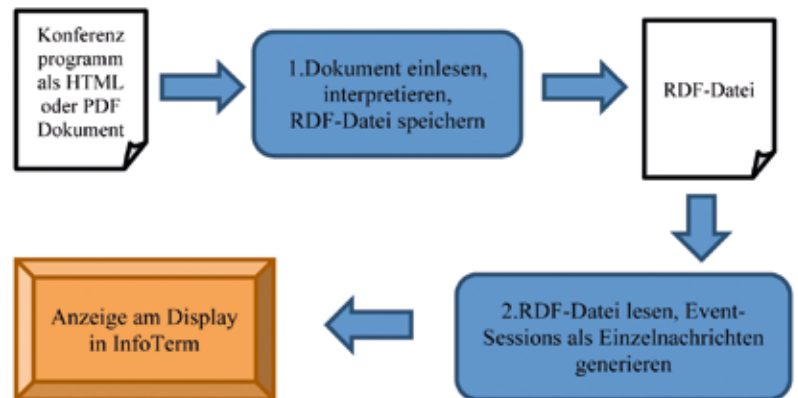 Konferenz
programm
als HTML
oder PDF
Dokument
1.Dokument einlesen,
interpretieren,
RDF-Datei speichern
RDF-Datei
2.RDF-Datei lesen, Event-
Sessions als Einzelnachrichten
generieren
Anzeige am Display
in InfoTerm